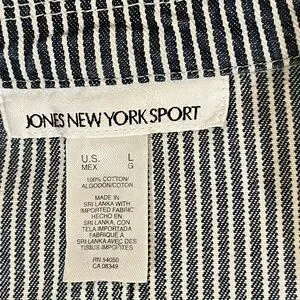 JONES NEW YORK SPORT
U.S. L
MEX G
100% COTTON/
ALGODÓN/COTON
MADE IN
SRI LANKA WITH
IMPORTED FABRIC
HECHO EN
SRI LANKA, CON
TELA IMPORTADA
FABRIQUÉ À
SRI LANKA AVEC DES
TISSUS IMPORTÉS
RN 54050
CA 08349